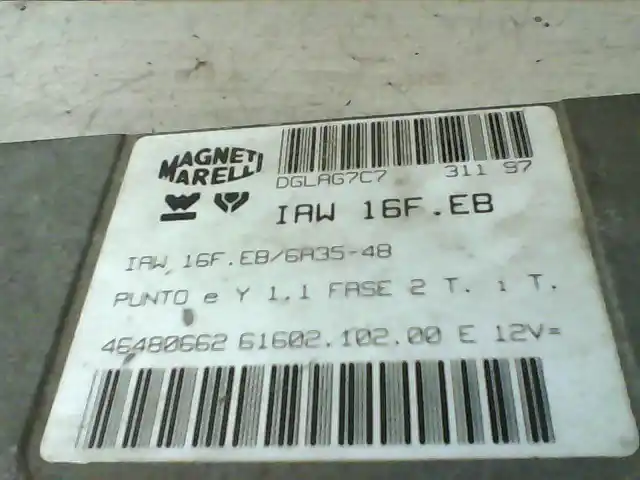 MAGNETI
MARELLI
DGLAG7C7 311 97
IAW 16F.EB
IAW 16F.EB/6A35-48
PUNTO e Y 1.1 FASE 2 T. i T.
46480662 61602.102.00 E 12V=